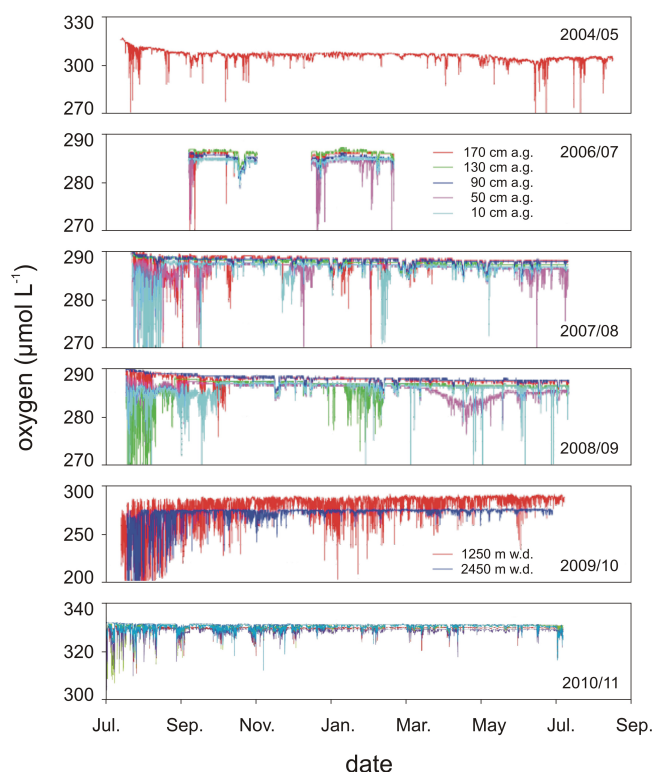 330
300
270
2004/05
290
280
270
2006/07
170 cm a.g.
130 cm a.g.
90 cm a.g.
50 cm a.g.
10 cm a.g.
290
280
270
2007/08
290
280
270
2008/09
300
250
200
1250 m w.d.
2450 m w.d.
2009/10
340
320
300
2010/11
Jul.
Sep.
Nov.
Jan.
Mar.
May
Jul.
Sep.
oxygen (µmol L-1)
date